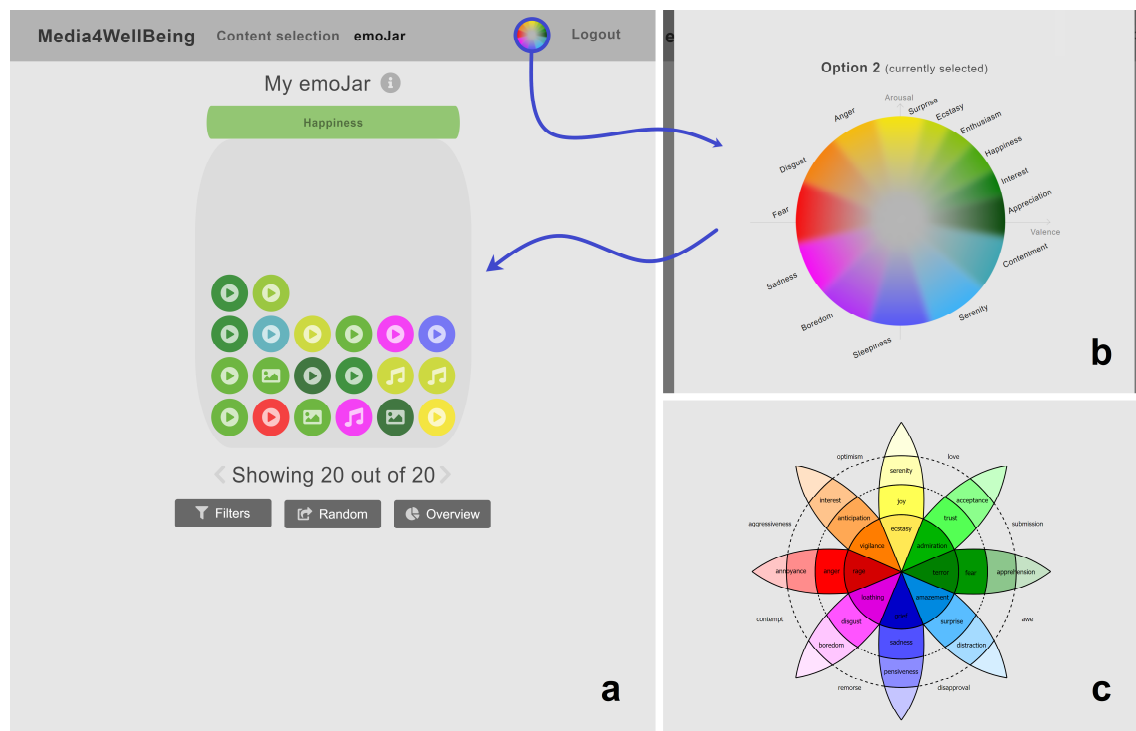 Media4WellBeing Content selection emoJar Logout
My emoJar i
Happiness
Showing 20 out of 20
Filters Random Overview
a
e
Option 2 (currently selected)
Arousal
Surprise
Ecstasy
Enthusiasm
Happiness
Interest
Appreciation
Valence
Contentment
Serenity
Sleepiness
Boredom
Sadness
Fear
Disgust
Anger
b
optimism love
serenity
interest joy acceptance
aggressiveness anticipation ecstasy trust submission
vigilance admiration
annoyance anger rage terror fear apprehension
loathing amazement
contempt disgust surprise awe
boredom sadness distraction
pensiveness
remorse disapproval
c